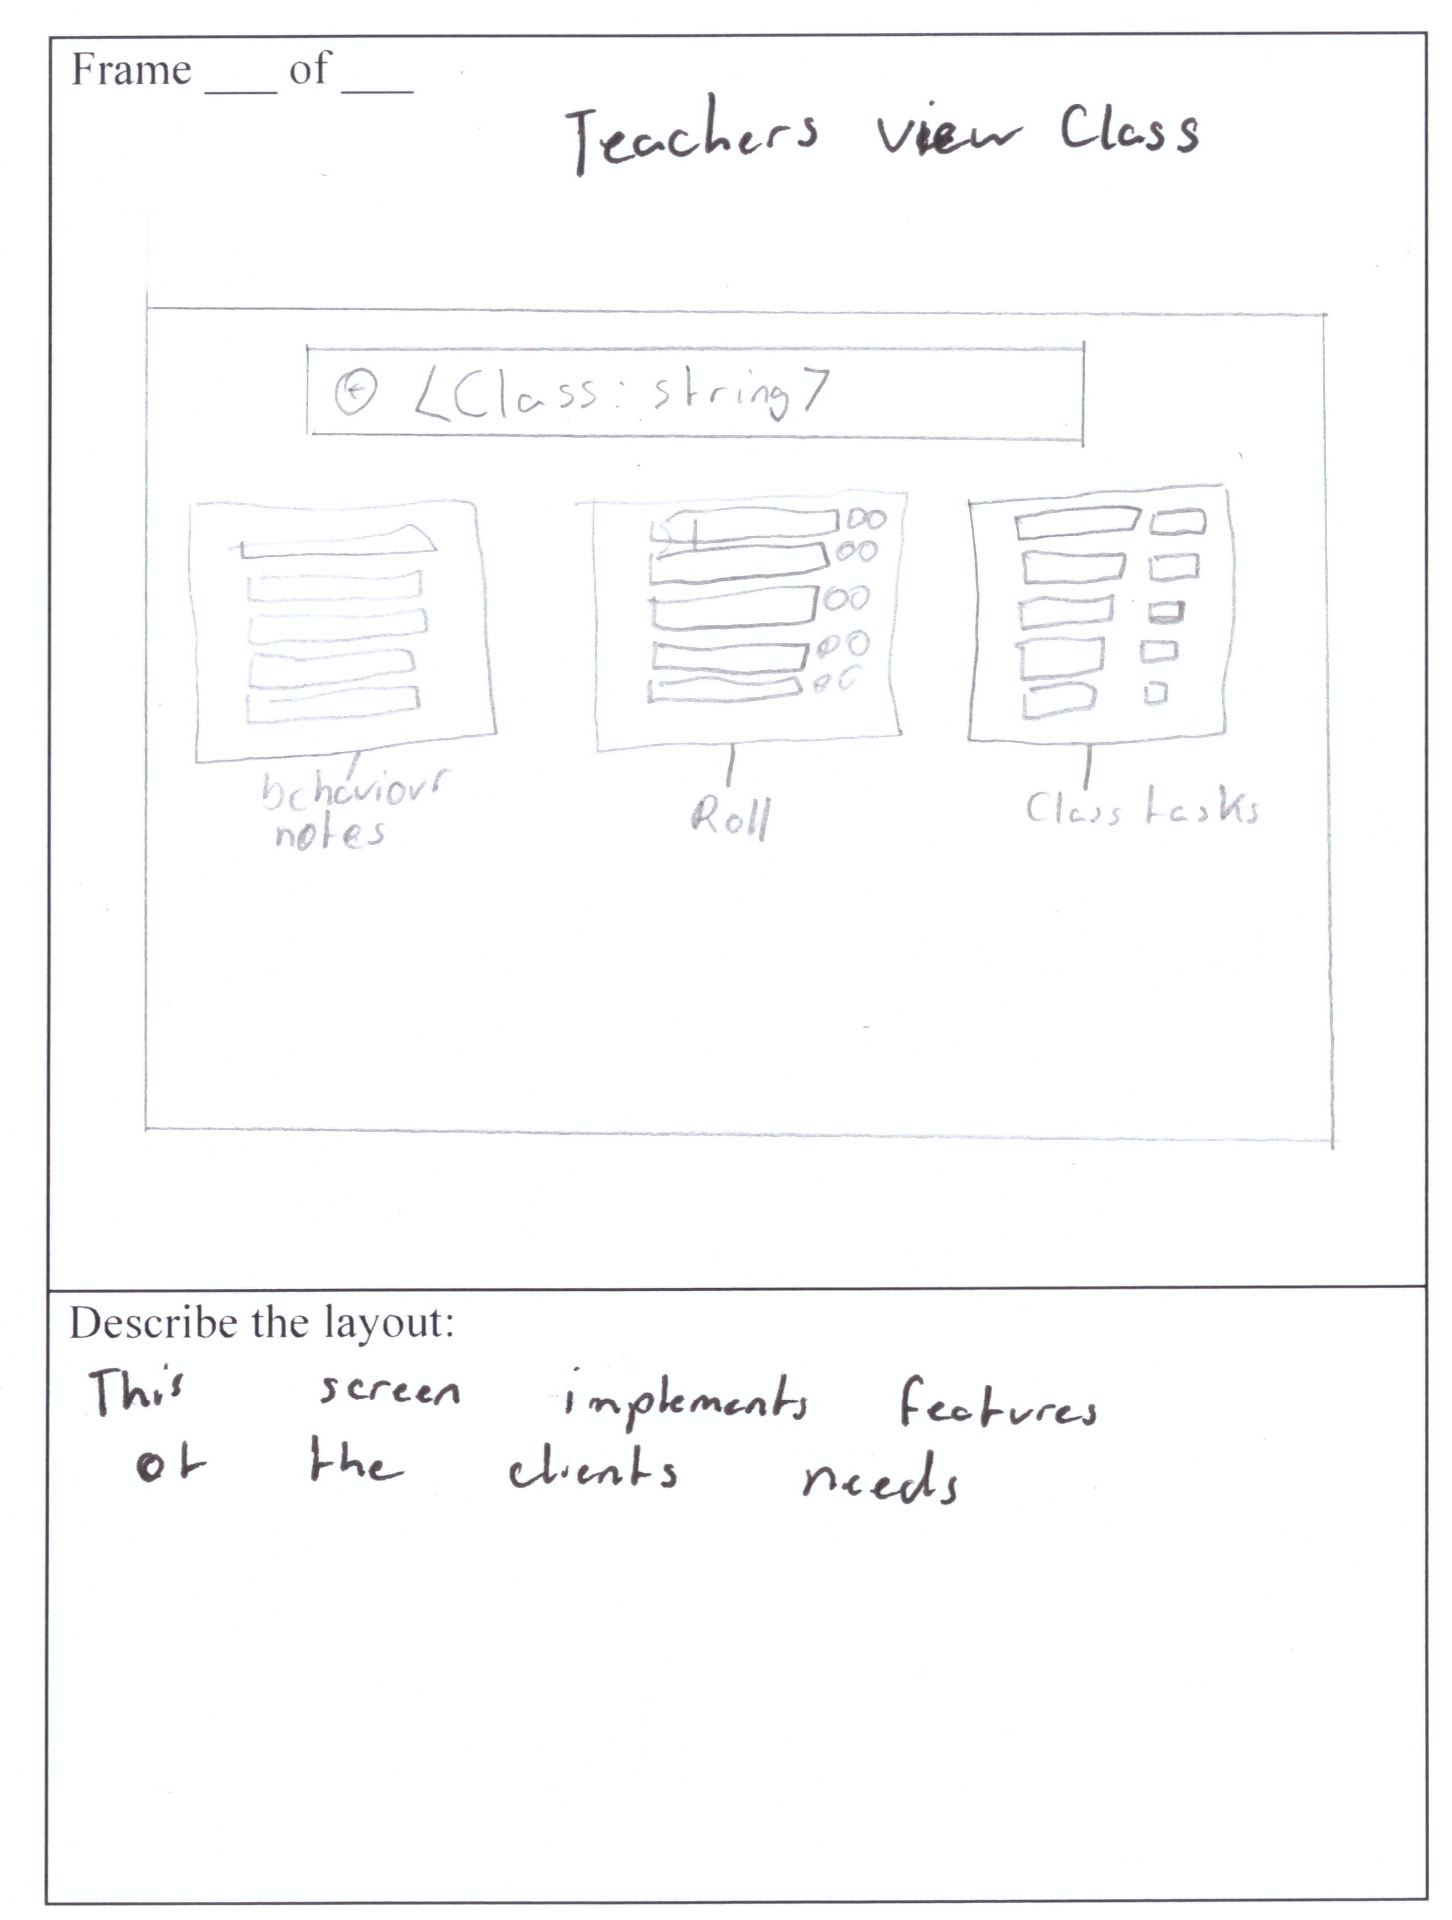 Frame ___ of ___
Teachers view Class
<Class: string>
behaviour
notes
Roll
Class tasks
Describe the layout:
This screen implements features
of the clients needs